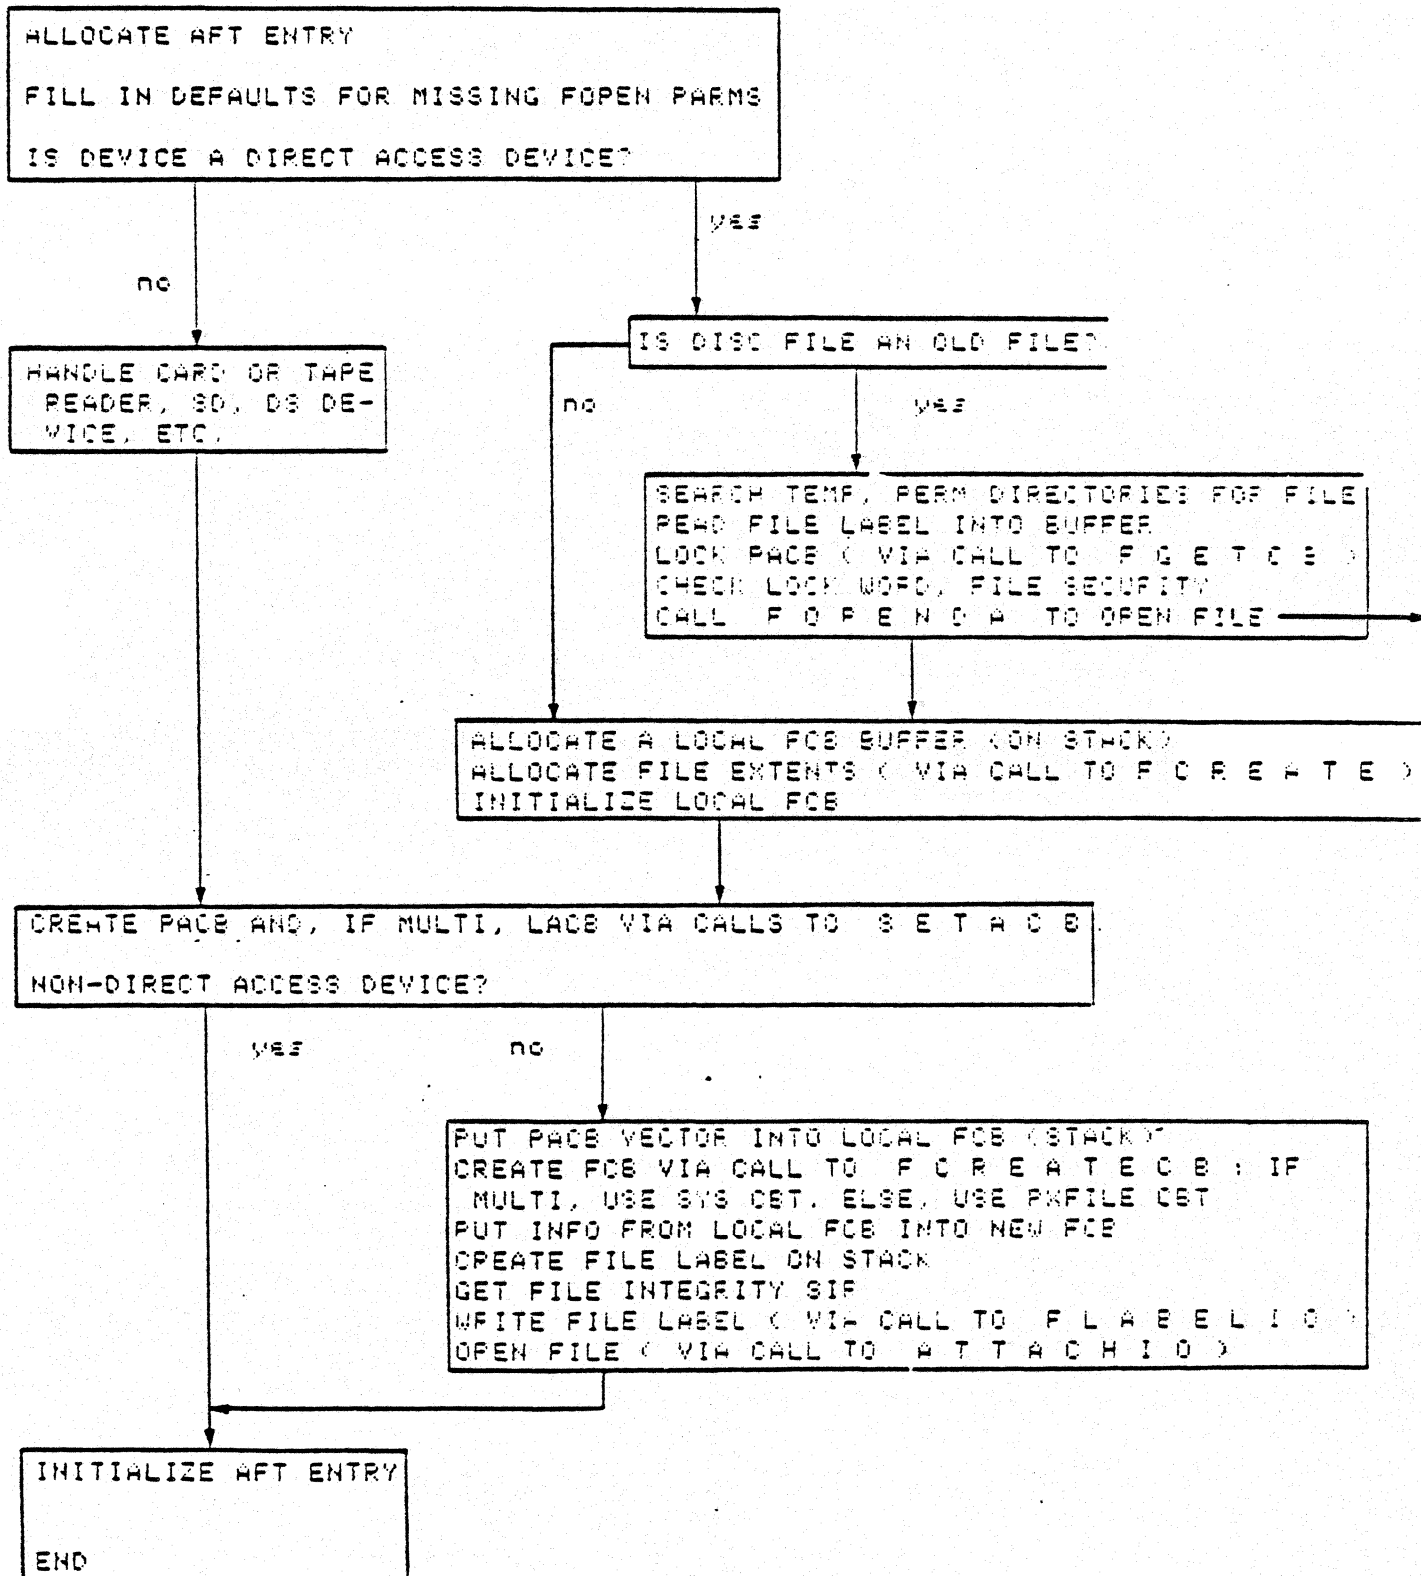 ALLOCATE AFT ENTRY
FILL IN DEFAULTS FOR MISSING FOPEN PARMS
IS DEVICE A DIRECT ACCESS DEVICE?
yes
no
IS DISC FILE AN OLD FILE?
HANDLE CARD OR TAPE
READER, SD, DS DE-
VICE, ETC.
no
yes
SEARCH TEMP, PERM DIRECTORIES FOR FILE
READ FILE LABEL INTO BUFFER
LOCK PACB ( VIA CALL TO F G E T C B )
CHECK LOCK WORD, FILE SECURITY
CALL F O P E N D A TO OPEN FILE
ALLOCATE A LOCAL FCB BUFFER (ON STACK)
ALLOCATE FILE EXTENTS ( VIA CALL TO F C R E A T E )
INITIALIZE LOCAL FCB
CREATE PACB AND, IF MULTI, LACB VIA CALLS TO S E T A C B
NON-DIRECT ACCESS DEVICE?
yes
no
PUT PACB VECTOR INTO LOCAL FCB (STACK)
CREATE FCB VIA CALL TO F C R E A T E C B : IF
MULTI, USE SYS CBT. ELSE, USE PXFILE CBT
PUT INFO FROM LOCAL FCB INTO NEW FCB
CREATE FILE LABEL ON STACK
GET FILE INTEGRITY SIR
WRITE FILE LABEL ( VIA CALL TO F L A B E L I O )
OPEN FILE ( VIA CALL TO A T T A C H I O )
INITIALIZE AFT ENTRY
END